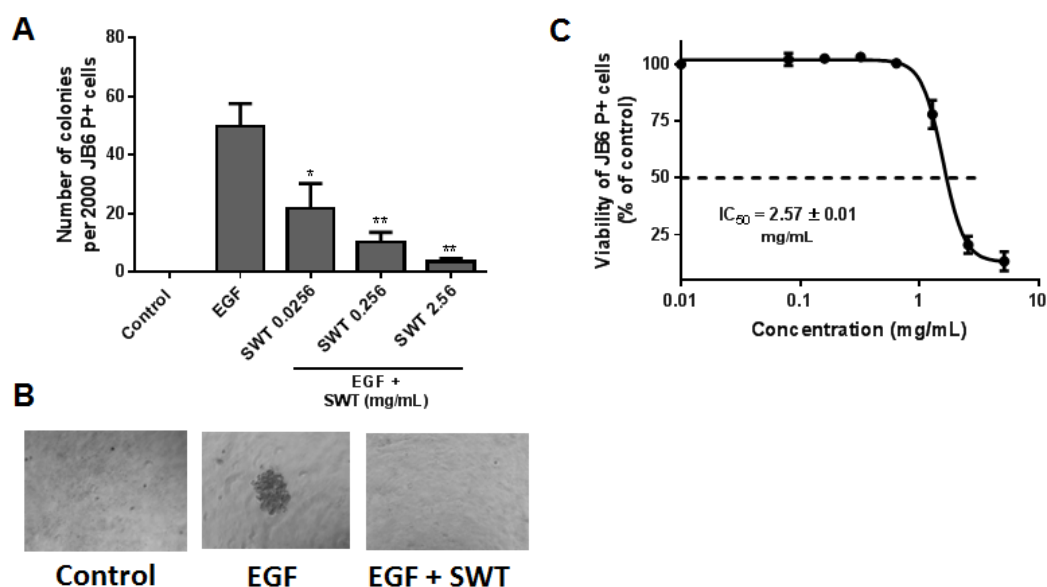 A
Number of colonies
per 2000 JB6 P+ cells
80
60
40
20
0
*
**
**
Control
EGF
SWT 0.0256
SWT 0.256
SWT 2.56
EGF +
SWT (mg/mL)
B
Control
EGF
EGF + SWT
C
Viability of JB6 P+ cells
(% of control)
100
75
50
25
IC50 = 2.57 ± 0.01
mg/mL
0.01
0.1
1
10
Concentration (mg/mL)